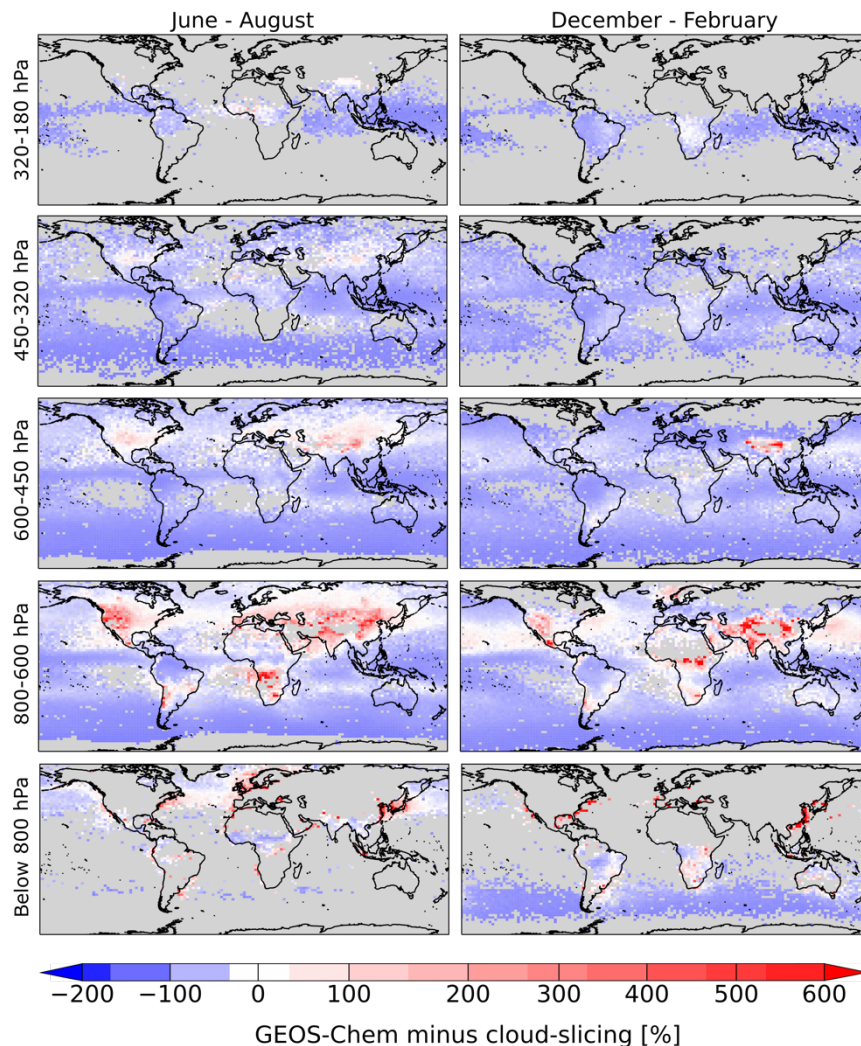 June - August
December - February
320-180 hPa
450-320 hPa
600-450 hPa
800-600 hPa
Below 800 hPa
−200 −100 0 100 200 300 400 500 600
GEOS-Chem minus cloud-slicing [%]